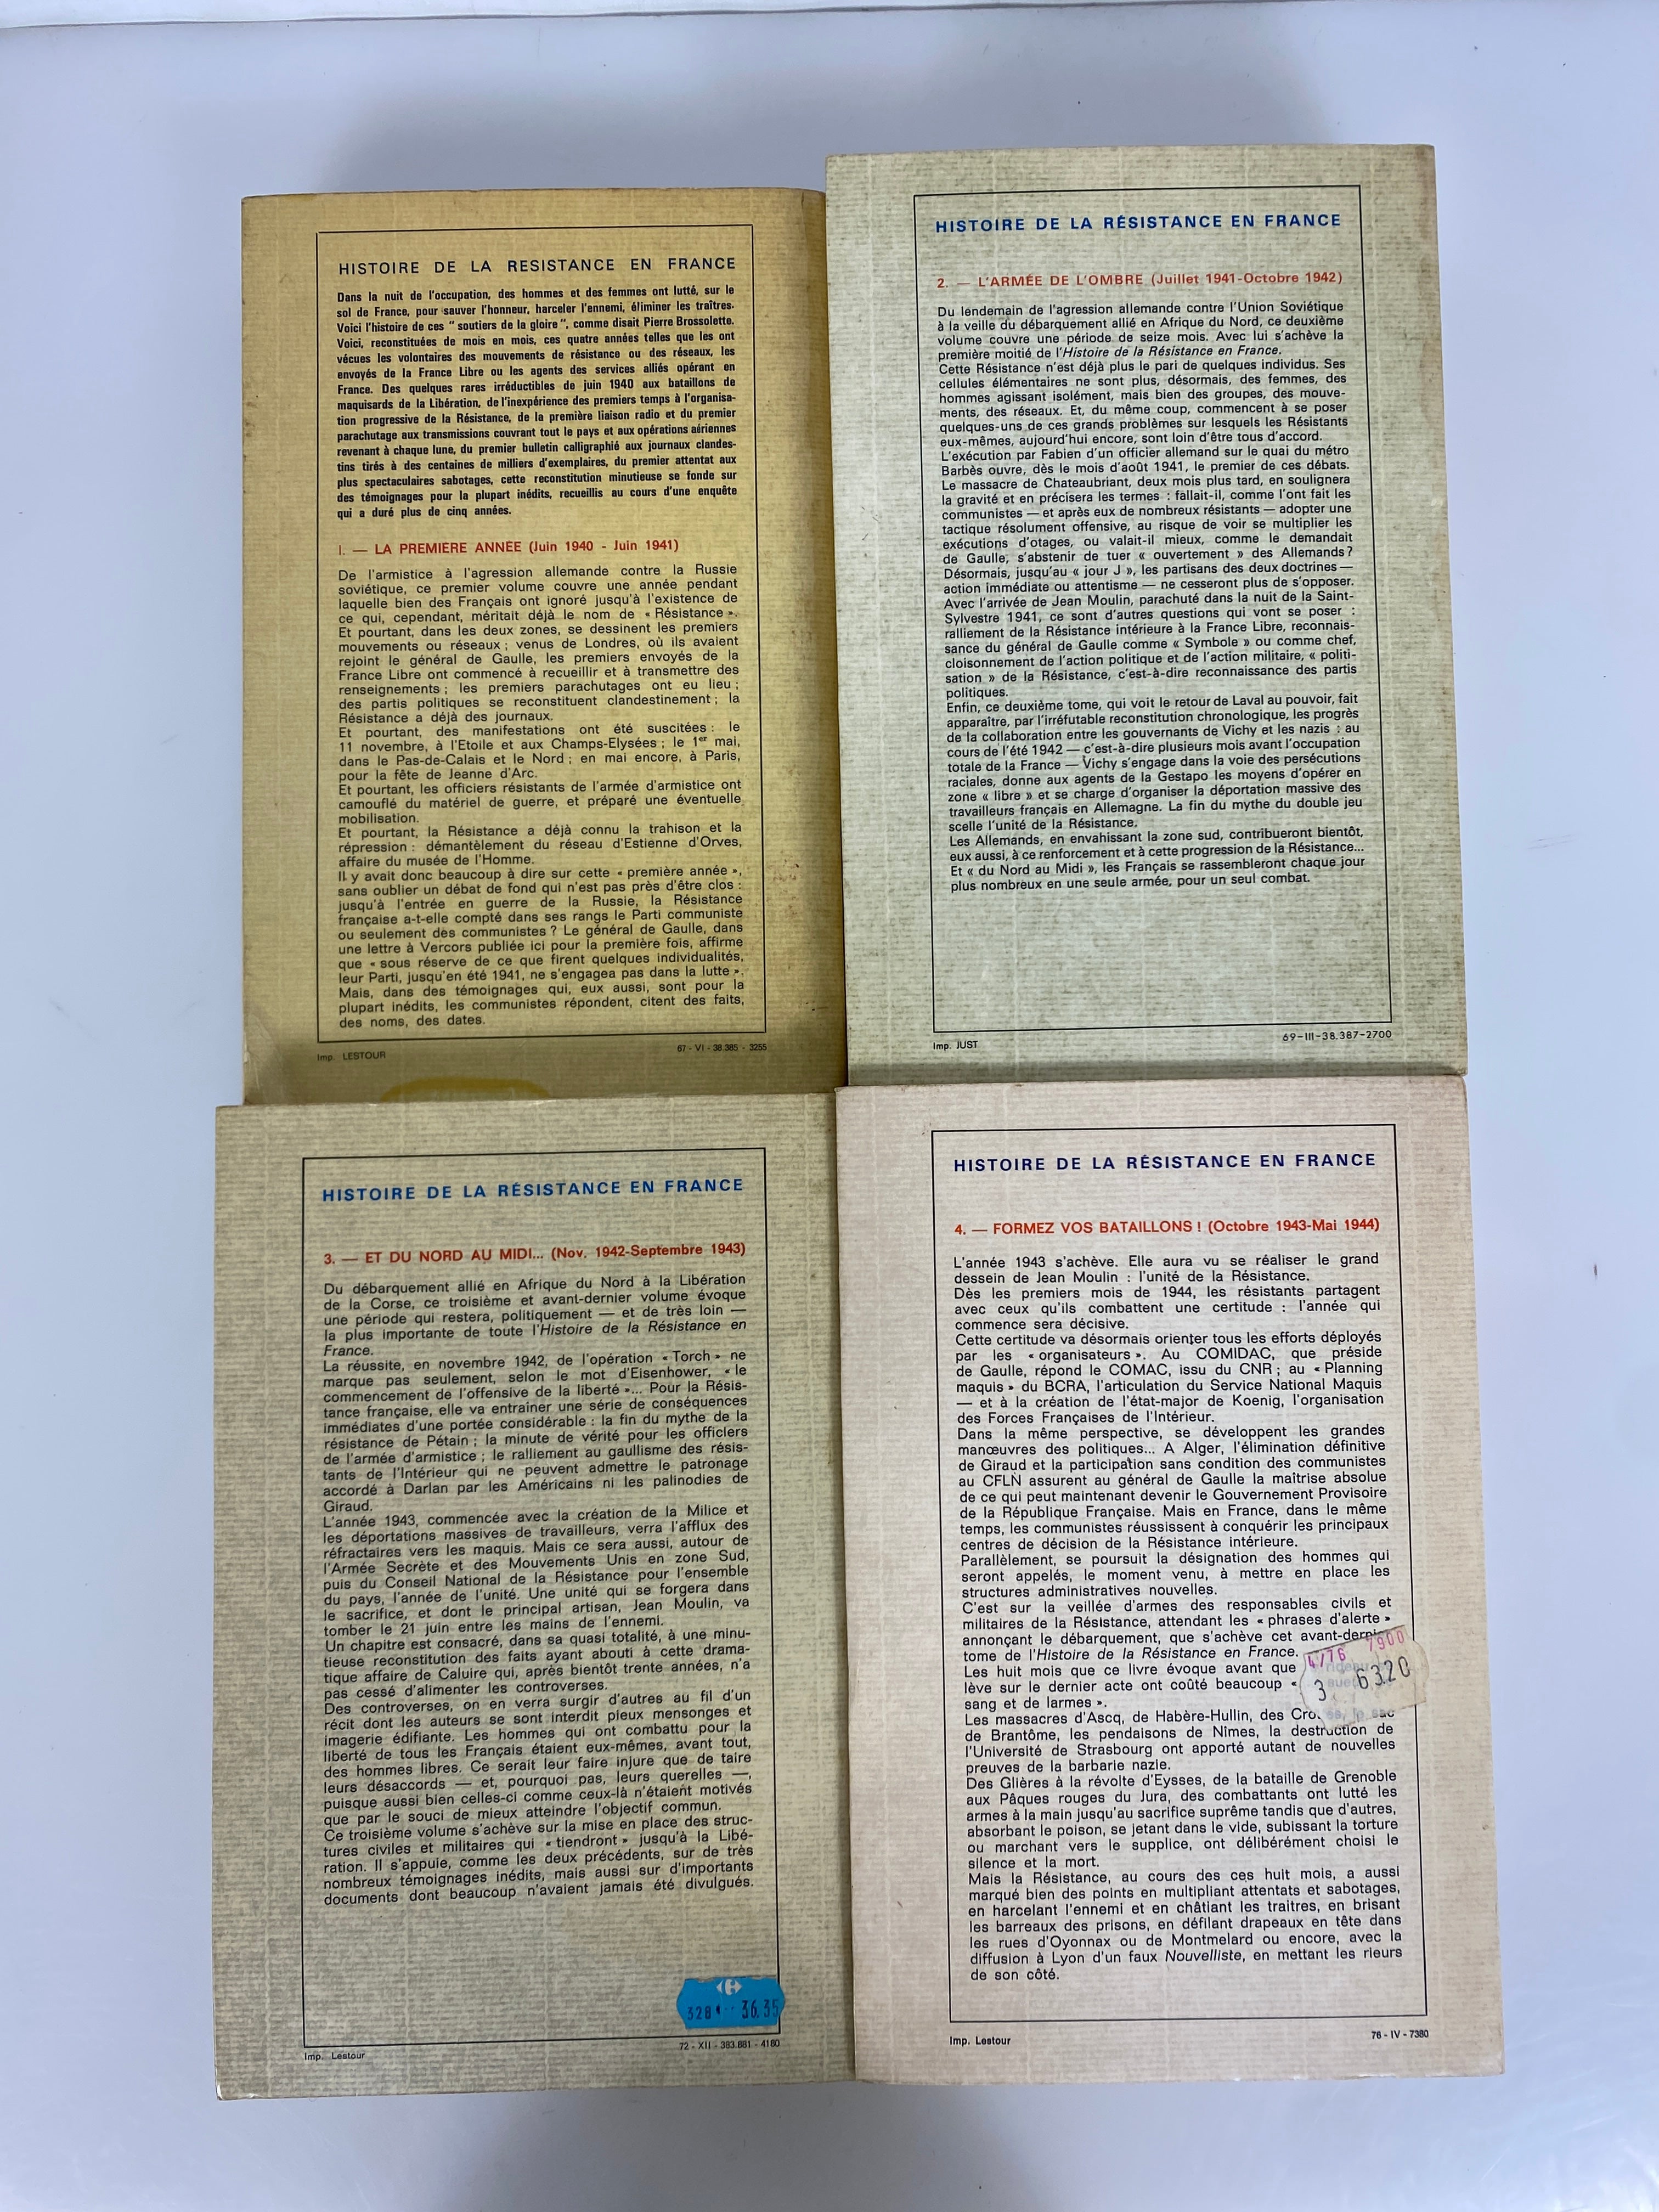 HISTOIRE DE LA RESISTANCE EN FRANCE
Dans la nuit de l'occupation, des hommes et des femmes ont lutté, sur le
sol de France, pour sauver l'honneur, harceler l'ennemi, éliminer les traîtres.
Voici l'histoire de ces " soutiers de la gloire ", comme disait Pierre Brossolette.
Voici, reconstituées de mois en mois, ces quatre années telles que les ont
vécues les volontaires des mouvements de résistance ou des réseaux, les
envoyés de la France Libre ou les agents des services alliés opérant en
France. Des quelques rares irréductibles de juin 1940 aux bataillons de
maquisards de la Libération, de l'inexpérience des premiers temps à l'organisa-
tion progressive de la Résistance, de la première liaison radio et du premier
parachutage aux transmissions couvrant tout le pays et aux opérations aériennes
revenant à chaque lune, du premier bulletin calligraphié aux journaux clandes-
tins tirés à des centaines de milliers d'exemplaires, du premier attentat aux
plus spectaculaires sabotages, cette reconstitution minutieuse se fonde sur
des témoignages pour la plupart inédits, recueillis au cours d'une enquête
qui a duré plus de cinq années.
I. — LA PREMIERE ANNÉE (Juin 1940 - Juin 1941)
De l'armistice à l'agression allemande contre la Russie
soviétique, ce premier volume couvre une année pendant
laquelle bien des Français ont ignoré jusqu'à l'existence de
ce qui, cependant, méritait déjà le nom de « Résistance ».
Et pourtant, dans les deux zones, se dessinent les premiers
mouvements ou réseaux ; venus de Londres, où ils avaient
rejoint le général de Gaulle, les premiers envoyés de la
France Libre ont commencé à recueillir et à transmettre des
renseignements ; les premiers parachutages ont eu lieu ;
des partis politiques se reconstituent clandestinement ; la
Résistance a déjà des journaux.
Et pourtant, des manifestations ont été suscitées : le
11 novembre, à l'Etoile et aux Champs-Elysées ; le 1er mai,
dans le Pas-de-Calais et le Nord ; en mai encore, à Paris,
pour la fête de Jeanne d'Arc.
Et pourtant, les officiers résistants de l'armée d'armistice ont
camouflé du matériel de guerre, et préparé une éventuelle
mobilisation.
Et pourtant, la Résistance a déjà connu la trahison et la
répression : démantèlement du réseau d'Estienne d'Orves,
affaire du musée de l'Homme.
Il y avait donc beaucoup à dire sur cette « première année »,
sans oublier un débat de fond qui n'est pas près d'être clos :
jusqu'à l'entrée en guerre de la Russie, la Résistance
française a-t-elle compté dans ses rangs le Parti communiste
ou seulement des communistes ? Le général de Gaulle, dans
une lettre à Vercors publiée ici pour la première fois, affirme
que « sous réserve de ce que firent quelques individualités,
leur Parti, jusqu'en été 1941, ne s'engagea pas dans la lutte ».
Mais, dans des témoignages qui, eux aussi, sont pour la
plupart inédits, les communistes répondent, citent des faits,
des noms, des dates.
Imp. LESTOUR
67 - VI - 38.385 - 3255
HISTOIRE DE LA RÉSISTANCE EN FRANCE
2. — L'ARMÉE DE L'OMBRE (Juillet 1941-Octobre 1942)
Du lendemain de l'agression allemande contre l'Union Soviétique
à la veille du débarquement allié en Afrique du Nord, ce deuxième
volume couvre une période de seize mois. Avec lui s'achève la
première moitié de l'Histoire de la Résistance en France.
Cette Résistance n'est déjà plus le pari de quelques individus. Ses
cellules élémentaires ne sont plus, désormais, des femmes, des
hommes agissant isolément, mais bien des groupes, des mouve-
ments, des réseaux. Et, du même coup, commencent à se poser
quelques-uns de ces grands problèmes sur lesquels les Résistants
eux-mêmes, aujourd'hui encore, sont loin d'être tous d'accord.
L'exécution par Fabien d'un officier allemand sur le quai du métro
Barbès ouvre, dès le mois d'août 1941, le premier de ces débats.
Le massacre de Chateaubriant, deux mois plus tard, en soulignera
la gravité et en précisera les termes : fallait-il, comme l'ont fait les
communistes — et après eux de nombreux résistants — adopter une
tactique résolument offensive, au risque de voir se multiplier les
exécutions d'otages, ou valait-il mieux, comme le demandait
de Gaulle, s'abstenir de tuer « ouvertement » des Allemands ?
Désormais, jusqu'au « jour J », les partisans des deux doctrines —
action immédiate ou attentisme — ne cesseront plus de s'opposer.
Avec l'arrivée de Jean Moulin, parachuté dans la nuit de la Saint-
Sylvestre 1941, ce sont d'autres questions qui vont se poser :
ralliement de la Résistance intérieure à la France Libre, reconnais-
sance du général de Gaulle comme « Symbole » ou comme chef,
cloisonnement de l'action politique et de l'action militaire, « politi-
sation » de la Résistance, c'est-à-dire reconnaissance des partis
politiques.
Enfin, ce deuxième tome, qui voit le retour de Laval au pouvoir, fait
apparaître, par l'irréfutable reconstitution chronologique, les progrès
de la collaboration entre les gouvernants de Vichy et les nazis : au
cours de l'été 1942 — c'est-à-dire plusieurs mois avant l'occupation
totale de la France — Vichy s'engage dans la voie des persécutions
raciales, donne aux agents de la Gestapo les moyens d'opérer en
zone « libre » et se charge d'organiser la déportation massive des
travailleurs français en Allemagne. La fin du mythe du double jeu
scelle l'unité de la Résistance.
Les Allemands, en envahissant la zone sud, contribueront bientôt,
eux aussi, à ce renforcement et à cette progression de la Résistance...
Et « du Nord au Midi », les Français se rassembleront chaque jour
plus nombreux en une seule armée, pour un seul combat.
Imp. JUST
69-III-38.387-2700
HISTOIRE DE LA RÉSISTANCE EN FRANCE
3. — ET DU NORD AU MIDI... (Nov. 1942-Septembre 1943)
Du débarquement allié en Afrique du Nord à la Libération
de la Corse, ce troisième et avant-dernier volume évoque
une période qui restera, politiquement — et de très loin —
la plus importante de toute l'Histoire de la Résistance en
France.
La réussite, en novembre 1942, de l'opération « Torch » ne
marque pas seulement, selon le mot d'Eisenhower, « le
commencement de l'offensive de la liberté »... Pour la Résis-
tance française, elle va entraîner une série de conséquences
immédiates d'une portée considérable : la fin du mythe de la
résistance de Pétain ; la minute de vérité pour les officiers
de l'armée d'armistice ; le ralliement au gaullisme des résis-
tants de l'Intérieur qui ne peuvent admettre le patronage
accordé à Darlan par les Américains ni les palinodies de
Giraud.
L'année 1943, commencée avec la création de la Milice et
les déportations massives de travailleurs, verra l'afflux des
réfractaires vers les maquis. Mais ce sera aussi, autour de
l'Armée Secrète et des Mouvements Unis en zone Sud,
puis du Conseil National de la Résistance pour l'ensemble
du pays, l'année de l'unité. Une unité qui se forgera dans
le sacrifice, et dont le principal artisan, Jean Moulin, va
tomber le 21 juin entre les mains de l'ennemi.
Un chapitre est consacré, dans sa quasi totalité, à une minu-
tieuse reconstitution des faits ayant abouti à cette drama-
tique affaire de Caluire qui, après bientôt trente années, n'a
pas cessé d'alimenter les controverses.
Des controverses, on en verra surgir d'autres au fil d'un
récit dont les auteurs se sont interdit pieux mensonges et
imagerie édifiante. Les hommes qui ont combattu pour la
liberté de tous les Français étaient eux-mêmes, avant tout,
des hommes libres. Ce serait leur faire injure que de taire
leurs désaccords — et, pourquoi pas, leurs querelles —,
puisque aussi bien celles-ci comme ceux-là n'étaient motivés
que par le souci de mieux atteindre l'objectif commun.
Ce troisième volume s'achève sur la mise en place des struc-
tures civiles et militaires qui « tiendront » jusqu'à la Libé-
ration. Il s'appuie, comme les deux précédents, sur de très
nombreux témoignages inédits, mais aussi sur d'importants
documents dont beaucoup n'avaient jamais été divulgués.
328 36,35
Imp. Lestour
72 - XII - 383.881 - 4180
HISTOIRE DE LA RÉSISTANCE EN FRANCE
4. — FORMEZ VOS BATAILLONS ! (Octobre 1943-Mai 1944)
L'année 1943 s'achève. Elle aura vu se réaliser le grand
dessein de Jean Moulin : l'unité de la Résistance.
Dès les premiers mois de 1944, les résistants partagent
avec ceux qu'ils combattent une certitude : l'année qui
commence sera décisive.
Cette certitude va désormais orienter tous les efforts déployés
par les « organisateurs ». Au COMIDAC, que préside
de Gaulle, répond le COMAC, issu du CNR ; au « Planning
maquis » du BCRA, l'articulation du Service National Maquis
— et à la création de l'état-major de Koenig, l'organisation
des Forces Françaises de l'Intérieur.
Dans la même perspective, se développent les grandes
manœuvres des politiques... A Alger, l'élimination définitive
de Giraud et la participation sans condition des communistes
au CFLN assurent au général de Gaulle la maîtrise absolue
de ce qui peut maintenant devenir le Gouvernement Provisoire
de la République Française. Mais en France, dans le même
temps, les communistes réussissent à conquérir les principaux
centres de décision de la Résistance intérieure.
Parallèlement, se poursuit la désignation des hommes qui
seront appelés, le moment venu, à mettre en place les
structures administratives nouvelles.
C'est sur la veillée d'armes des responsables civils et
militaires de la Résistance, attendant les « phrases d'alerte »
annonçant le débarquement, que s'achève cet avant-dernier
tome de l'Histoire de la Résistance en France.
Les huit mois que ce livre évoque avant que
lève sur le dernier acte ont coûté beaucoup «
sang et de larmes ».
Les massacres d'Ascq, de Habère-Hullin, des
de Brantôme, les pendaisons de Nîmes, la destruction de
l'Université de Strasbourg ont apporté autant de nouvelles
preuves de la barbarie nazie.
Des Glières à la révolte d'Eysses, de la bataille de Grenoble
aux Pâques rouges du Jura, des combattants ont lutté les
armes à la main jusqu'au sacrifice suprême tandis que d'autres,
absorbant le poison, se jetant dans le vide, subissant la torture
ou marchant vers le supplice, ont délibérément choisi le
silence et la mort.
Mais la Résistance, au cours des ces huit mois, a aussi
marqué bien des points en multipliant attentats et sabotages,
en harcelant l'ennemi et en châtiant les traitres, en brisant
les barreaux des prisons, en défilant drapeaux en tête dans
les rues d'Oyonnax ou de Montmelard ou encore, avec la
diffusion à Lyon d'un faux Nouvelliste, en mettant les rieurs
de son côté.
4/76 7900
3 6320
Imp. Lestour
76 - IV - 7380